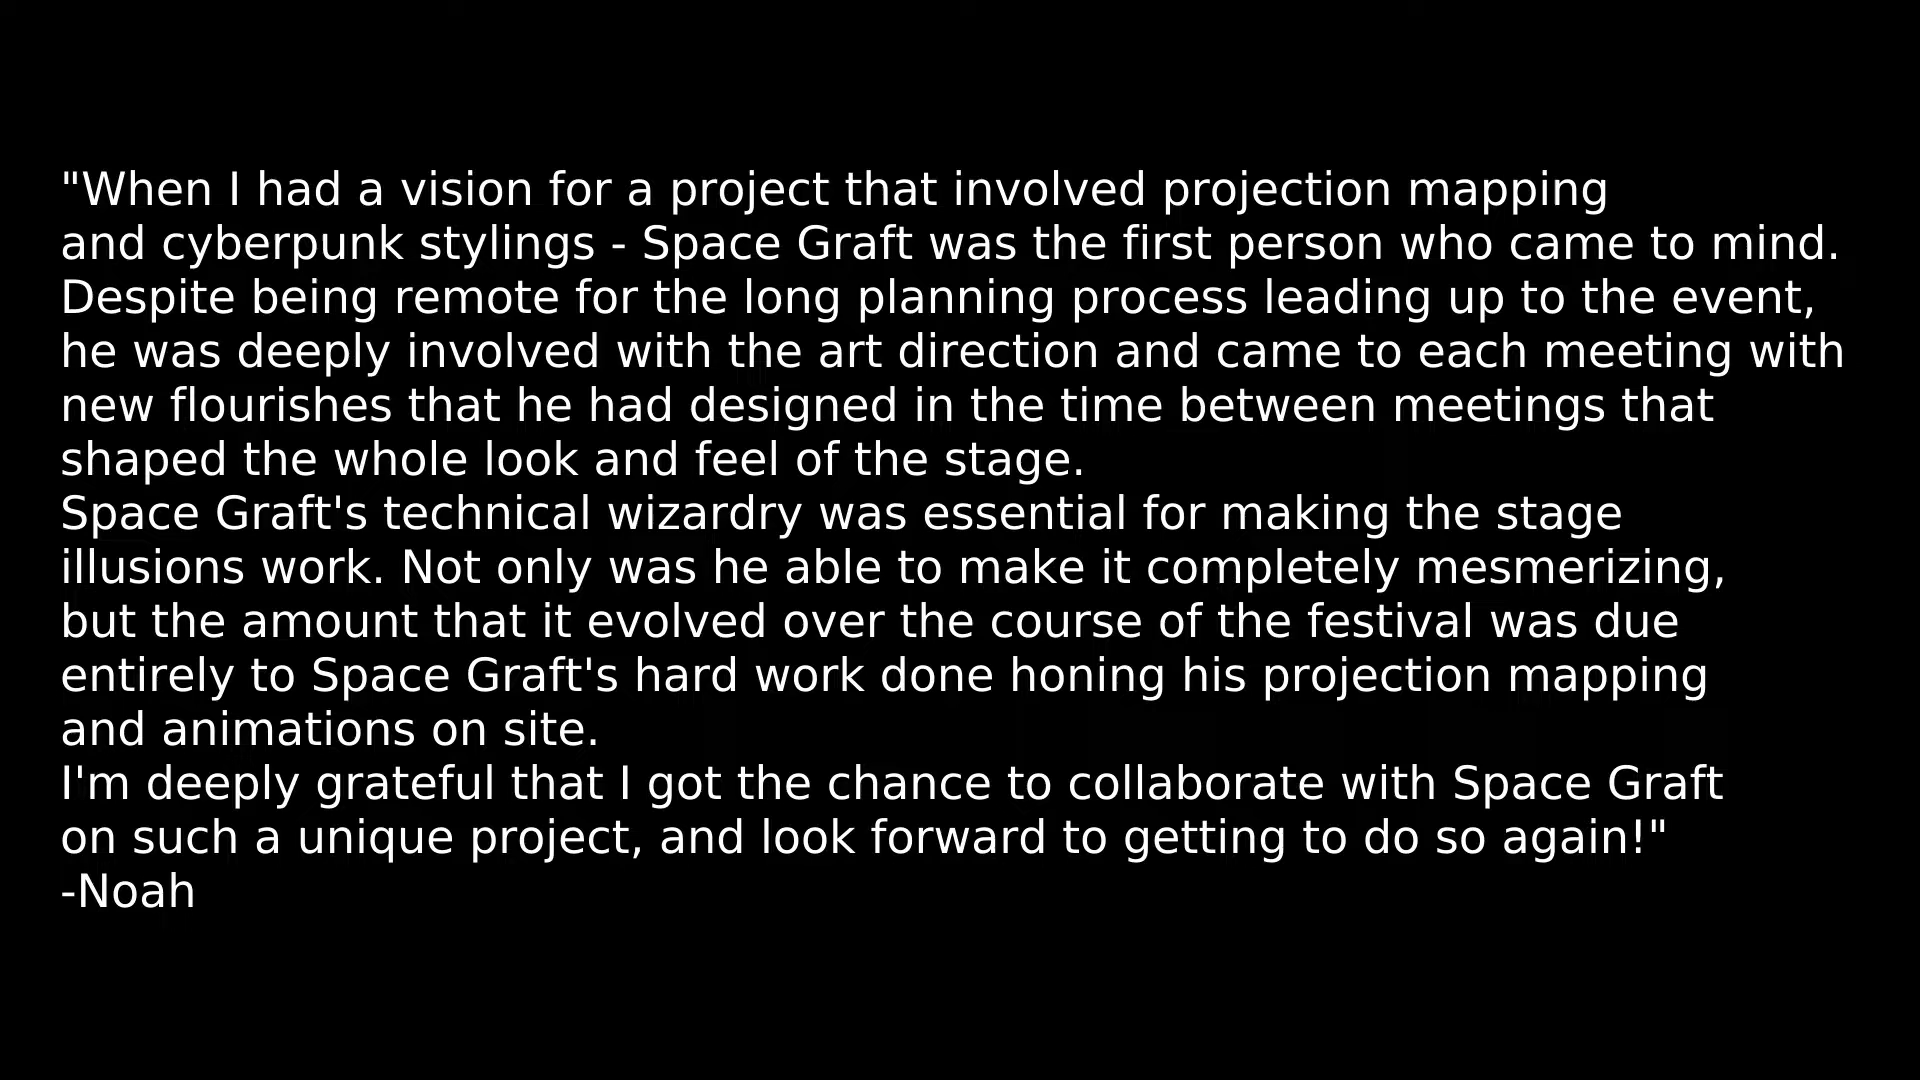 "When I had a vision for a project that involved projection mapping
and cyberpunk stylings - Space Graft was the first person who came to mind.
Despite being remote for the long planning process leading up to the event,
he was deeply involved with the art direction and came to each meeting with
new flourishes that he had designed in the time between meetings that
shaped the whole look and feel of the stage.
Space Graft's technical wizardry was essential for making the stage
illusions work. Not only was he able to make it completely mesmerizing,
but the amount that it evolved over the course of the festival was due
entirely to Space Graft's hard work done honing his projection mapping
and animations on site.
I'm deeply grateful that I got the chance to collaborate with Space Graft
on such a unique project, and look forward to getting to do so again!"
-Noah